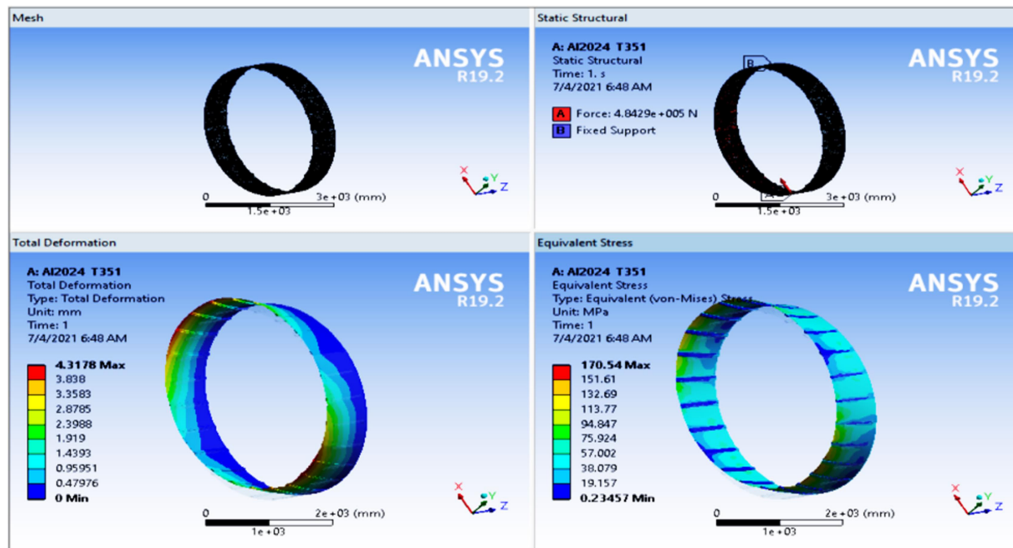 Mesh
ANSYS
R19.2
X
Y
Z
0
3e+03 (mm)
1.5e+03
Static Structural
A: Al2024 T351
Static Structural
Time: 1. s
7/4/2021 6:48 AM
A Force: 4.8429e+005 N
B Fixed Support
B
A
ANSYS
R19.2
X
Y
Z
0
3e+03 (mm)
1.5e+03
Total Deformation
A: Al2024 T351
Total Deformation
Type: Total Deformation
Unit: mm
Time: 1
7/4/2021 6:48 AM
4.3178 Max
3.838
3.3583
2.8785
2.3988
1.919
1.4393
0.95951
0.47976
0 Min
ANSYS
R19.2
X
Y
Z
0
2e+03 (mm)
1e+03
Equivalent Stress
A: Al2024 T351
Equivalent Stress
Type: Equivalent (von-Mises) Stress
Unit: MPa
Time: 1
7/4/2021 6:48 AM
170.54 Max
151.61
132.69
113.77
94.847
75.924
57.002
38.079
19.157
0.23457 Min
ANSYS
R19.2
X
Y
Z
0
2e+03 (mm)
1e+03